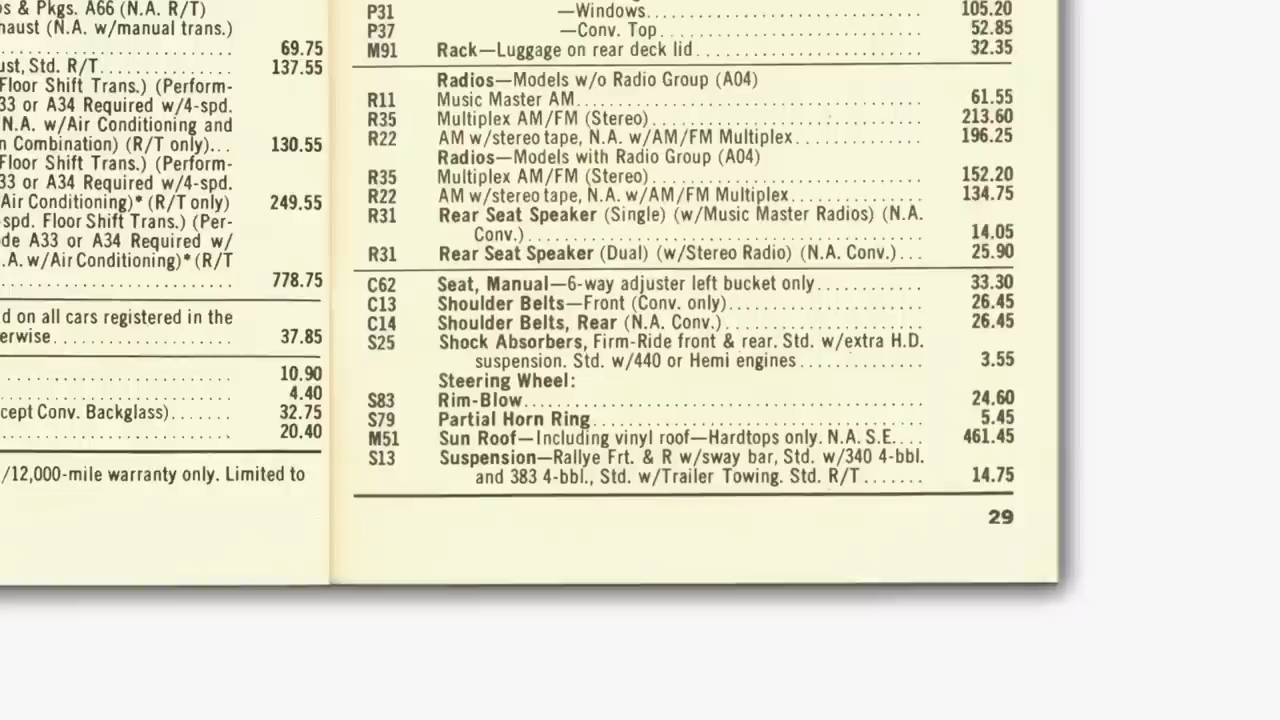 s & Pkgs. A66 (N.A. R/T)
haust (N.A. w/manual trans.)
69.75
ust, Std. R/T 137.55
Floor Shift Trans.) (Perform-
33 or A34 Required w/4-spd.
N.A. w/Air Conditioning and
n Combination) (R/T only)... 130.55
Floor Shift Trans.) (Perform-
33 or A34 Required w/4-spd.
Air Conditioning)* (R/T only) 249.55
-spd. Floor Shift Trans.) (Per-
de A33 or A34 Required w/
.A. w/Air Conditioning)* (R/T
778.75
d on all cars registered in the
erwise 37.85
10.90
4.40
cept Conv. Backglass) 32.75
20.40
/12,000-mile warranty only. Limited to
P31 —Windows 105.20
P37 —Conv. Top 52.85
M91 Rack—Luggage on rear deck lid 32.35
Radios—Models w/o Radio Group (A04)
R11 Music Master AM 61.55
R35 Multiplex AM/FM (Stereo) 213.60
R22 AM w/stereo tape, N.A. w/AM/FM Multiplex 196.25
Radios—Models with Radio Group (A04)
R35 Multiplex AM/FM (Stereo) 152.20
R22 AM w/stereo tape, N.A. w/AM/FM Multiplex 134.75
R31 Rear Seat Speaker (Single) (w/Music Master Radios) (N.A.
Conv.) 14.05
R31 Rear Seat Speaker (Dual) (w/Stereo Radio) (N.A. Conv.)... 25.90
C62 Seat, Manual—6-way adjuster left bucket only 33.30
C13 Shoulder Belts—Front (Conv. only) 26.45
C14 Shoulder Belts, Rear (N.A. Conv.) 26.45
S25 Shock Absorbers, Firm-Ride front & rear. Std. w/extra H.D.
suspension. Std. w/440 or Hemi engines 3.55
Steering Wheel:
S83 Rim-Blow 24.60
S79 Partial Horn Ring 5.45
M51 Sun Roof—Including vinyl roof—Hardtops only. N.A. S.E. 461.45
S13 Suspension—Rallye Frt. & R w/sway bar, Std. w/340 4-bbl.
and 383 4-bbl., Std. w/Trailer Towing. Std. R/T 14.75
29